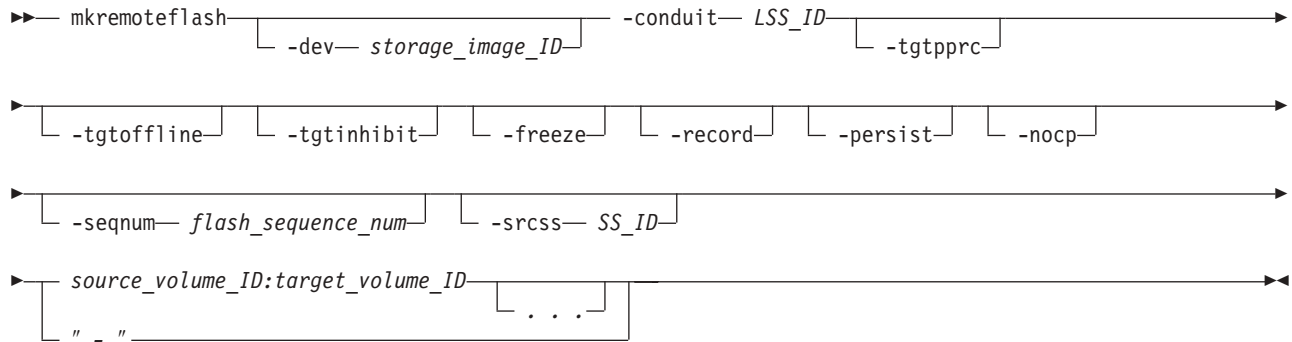 mkremoteflash -conduit LSS_ID
-dev storage_image_ID -tgtpprc
-tgtoffline -tgtinhibit -freeze -record -persist -nocp
-seqnum flash_sequence_num -srcss SS_ID
source_volume_ID:target_volume_ID
. . .
" - "